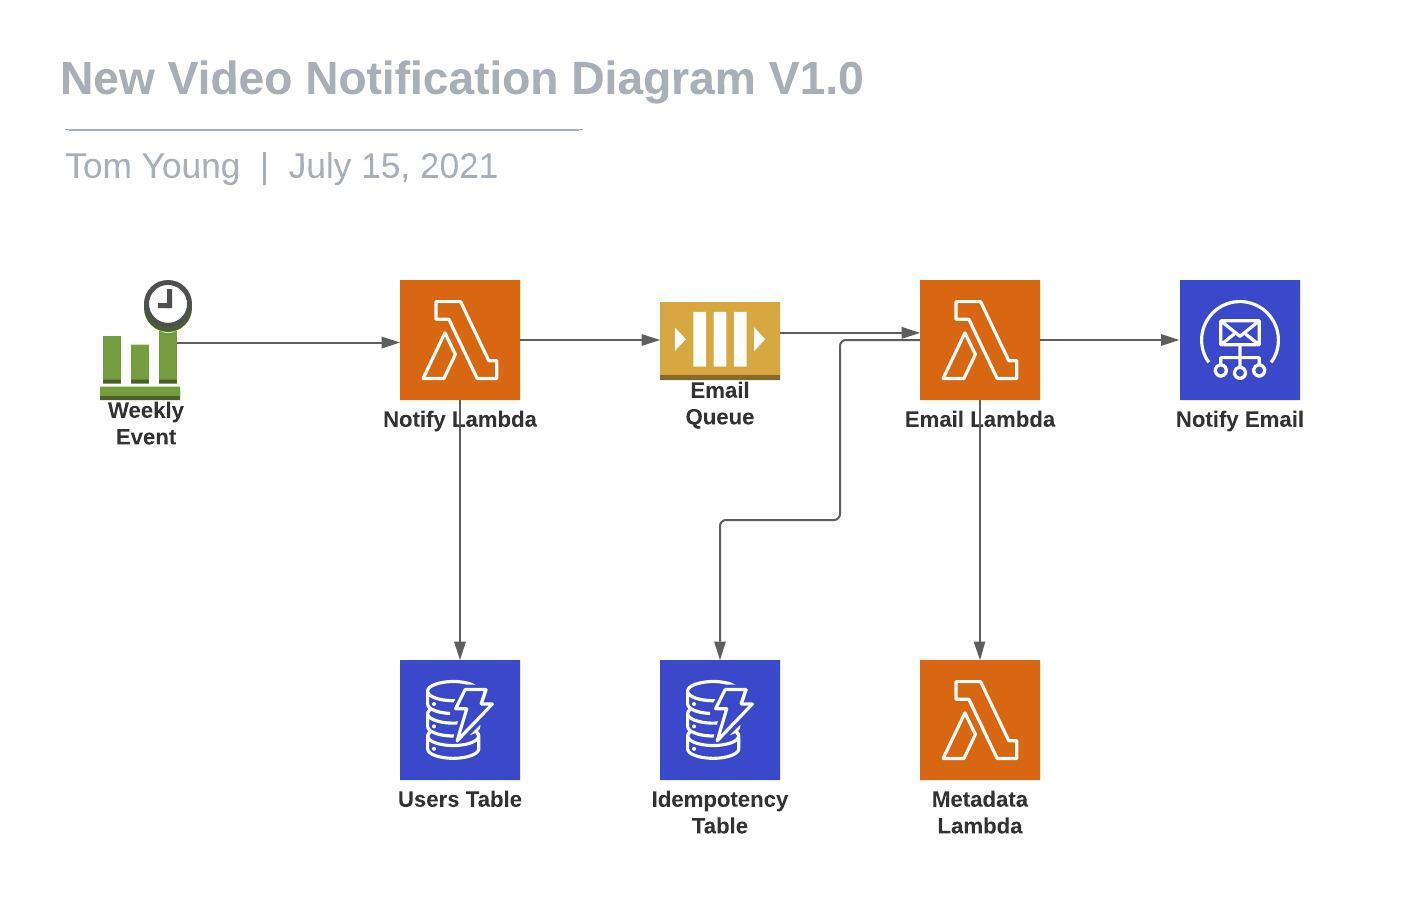 New Video Notification Diagram V1.0
Tom Young | July 15, 2021
Weekly
Event
Notify Lambda
Email
Queue
Email Lambda
Notify Email
Users Table
Idempotency
Table
Metadata
Lambda